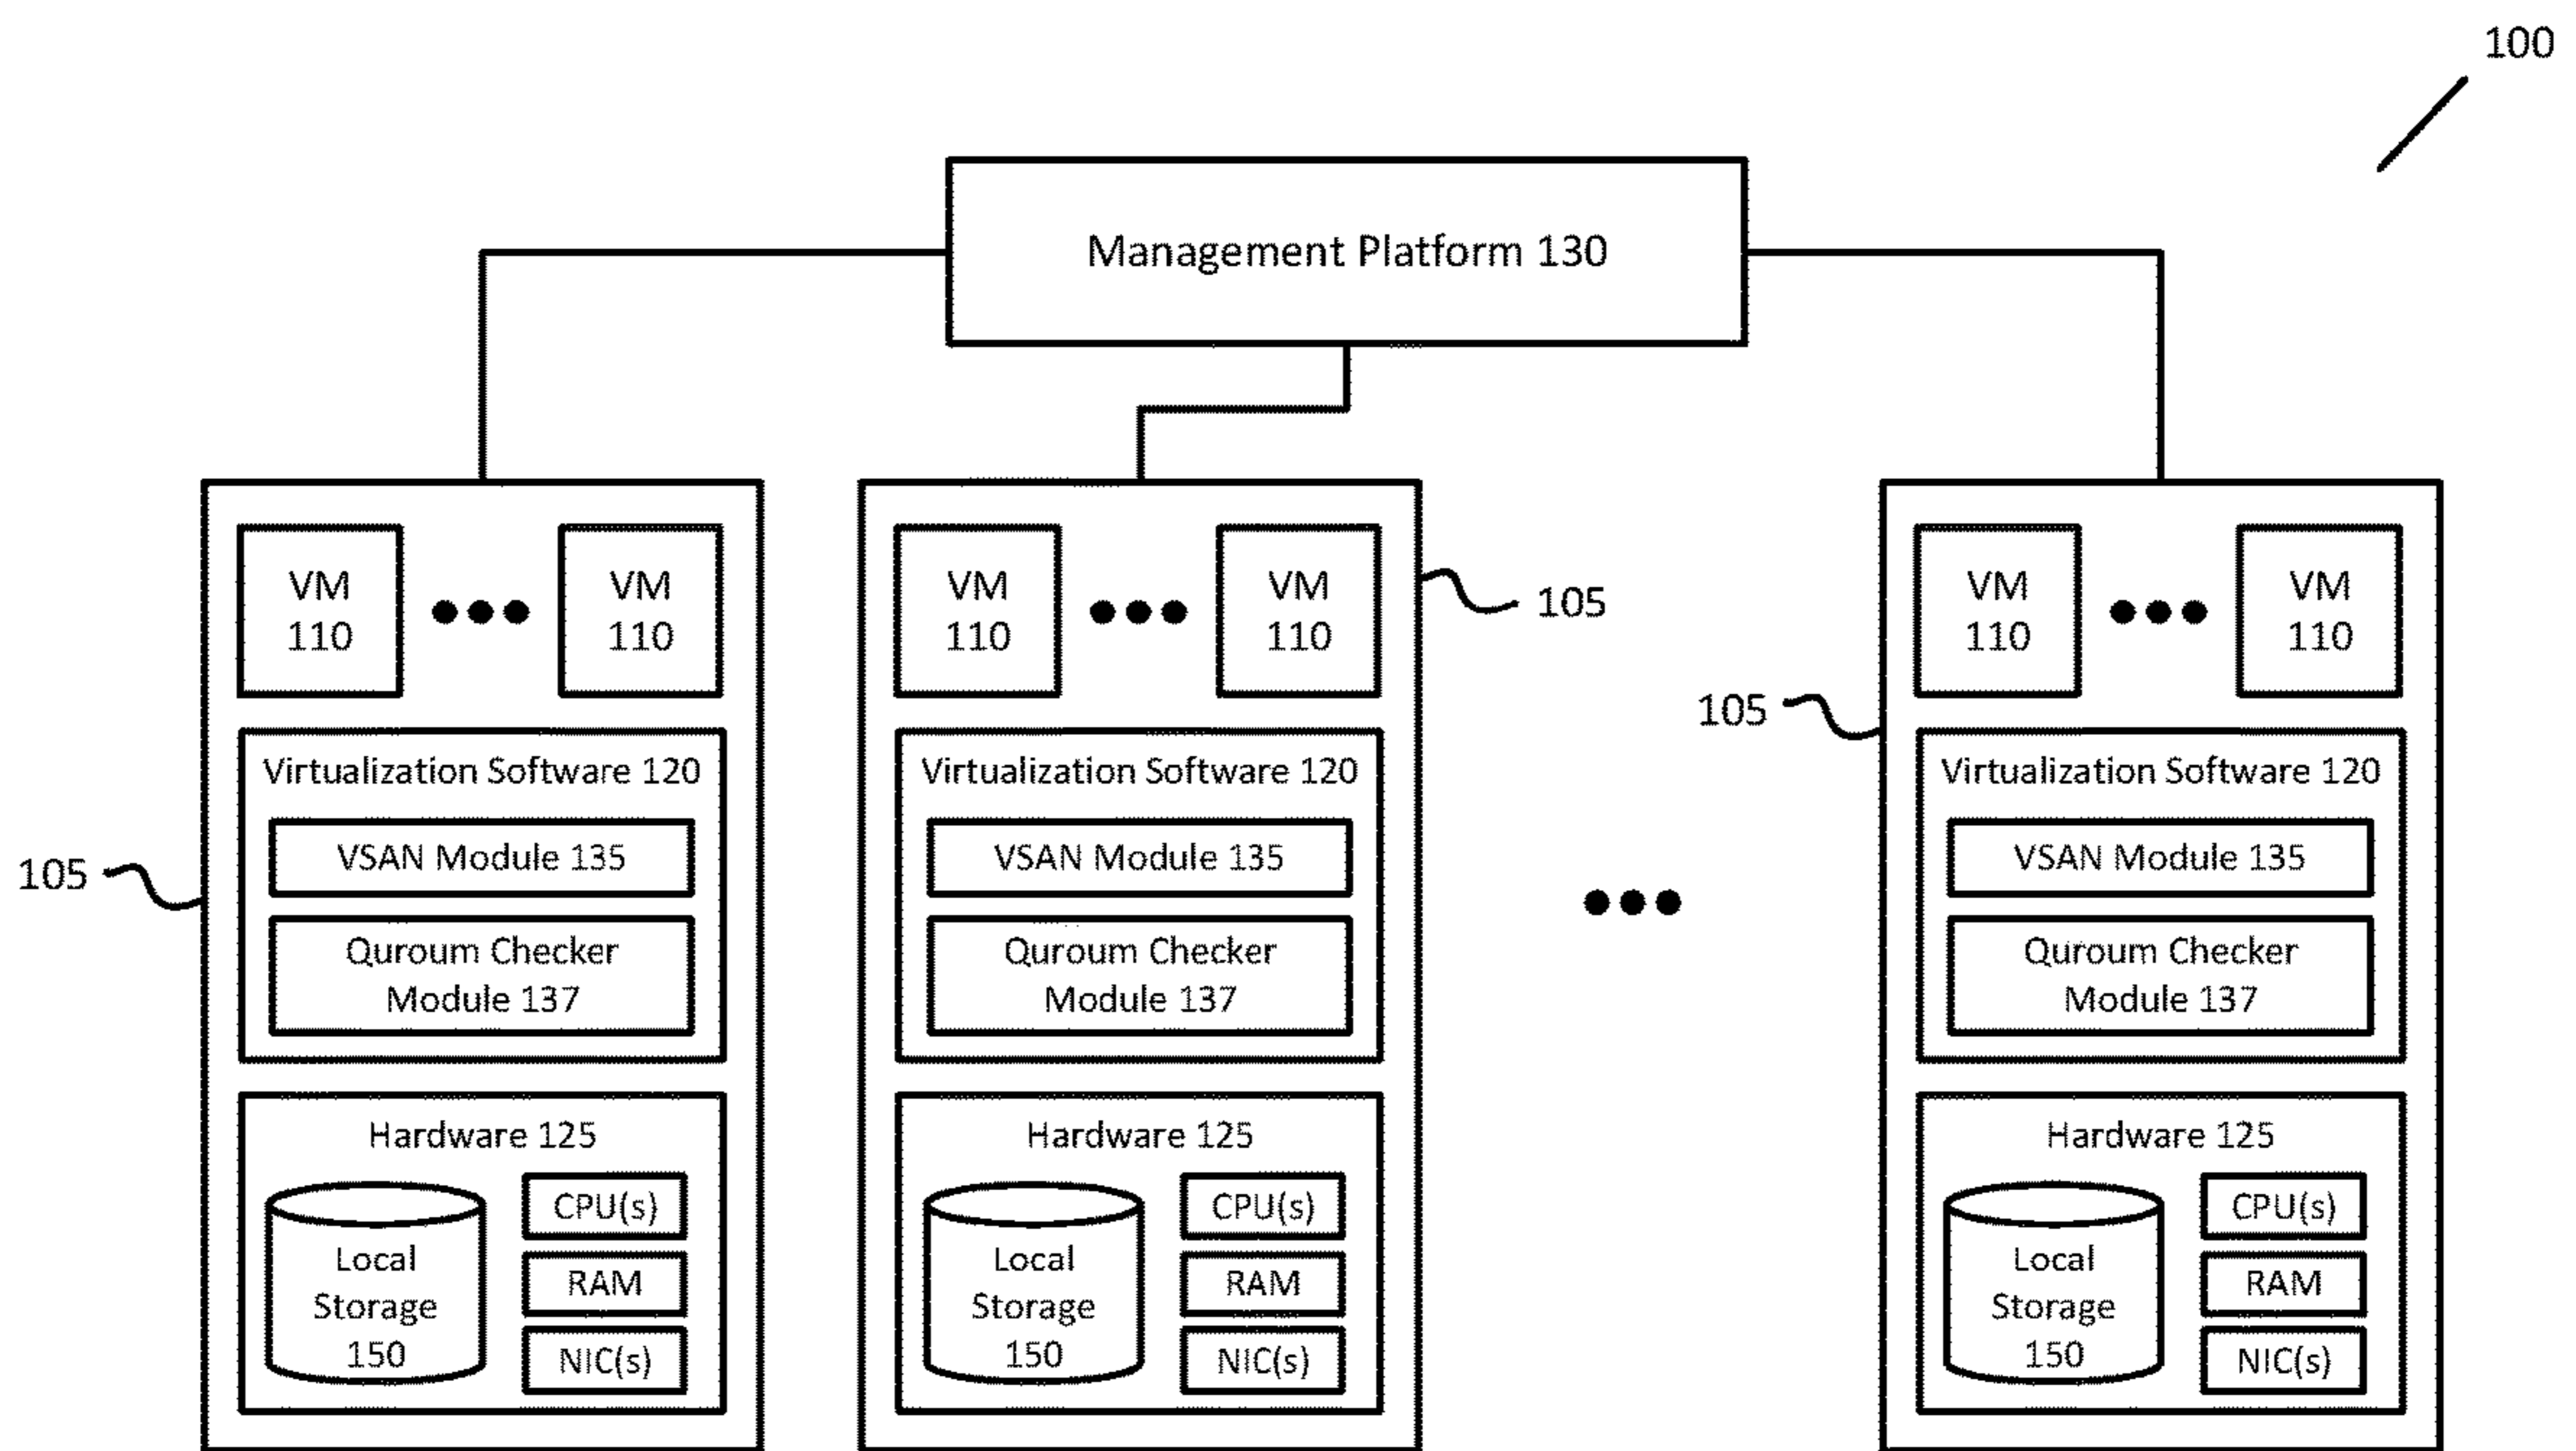 100
Management Platform 130
VM
110
VM
110
VM
110
VM
110
105
VM
110
VM
110
105
Virtualization Software 120
VSAN Module 135
Quroum Checker
Module 137
105
Virtualization Software 120
VSAN Module 135
Quroum Checker
Module 137
Virtualization Software 120
VSAN Module 135
Quroum Checker
Module 137
Hardware 125
Local
Storage
150
CPU(s)
RAM
NIC(s)
Hardware 125
Local
Storage
150
CPU(s)
RAM
NIC(s)
Hardware 125
Local
Storage
150
CPU(s)
RAM
NIC(s)